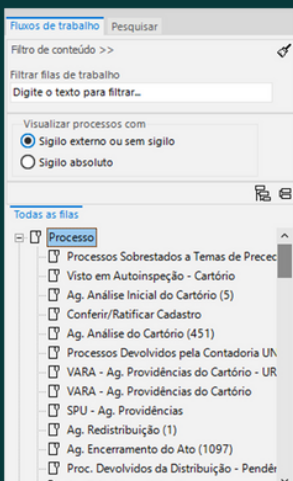 Fluxos de trabalho Pesquisar
Filtro de conteúdo >>
Filtrar filas de trabalho
Digite o texto para filtrar...
Visualizar processos com
Sigilo externo ou sem sigilo
Sigilo absoluto
Todas as filas
Processo
Processos Sobrestados a Temas de Preced
Visto em Autoinspeção - Cartório
Ag. Análise Inicial do Cartório (5)
Conferir/Ratificar Cadastro
Ag. Análise do Cartório (451)
Processos Devolvidos pela Contadoria UN
VARA - Ag. Providências do Cartório - UR
VARA - Ag. Providências do Cartório
SPU - Ag. Providências
Ag. Redistribuição (1)
Ag. Encerramento do Ato (1097)
Proc. Devolvidos da Distribuição - Pendên